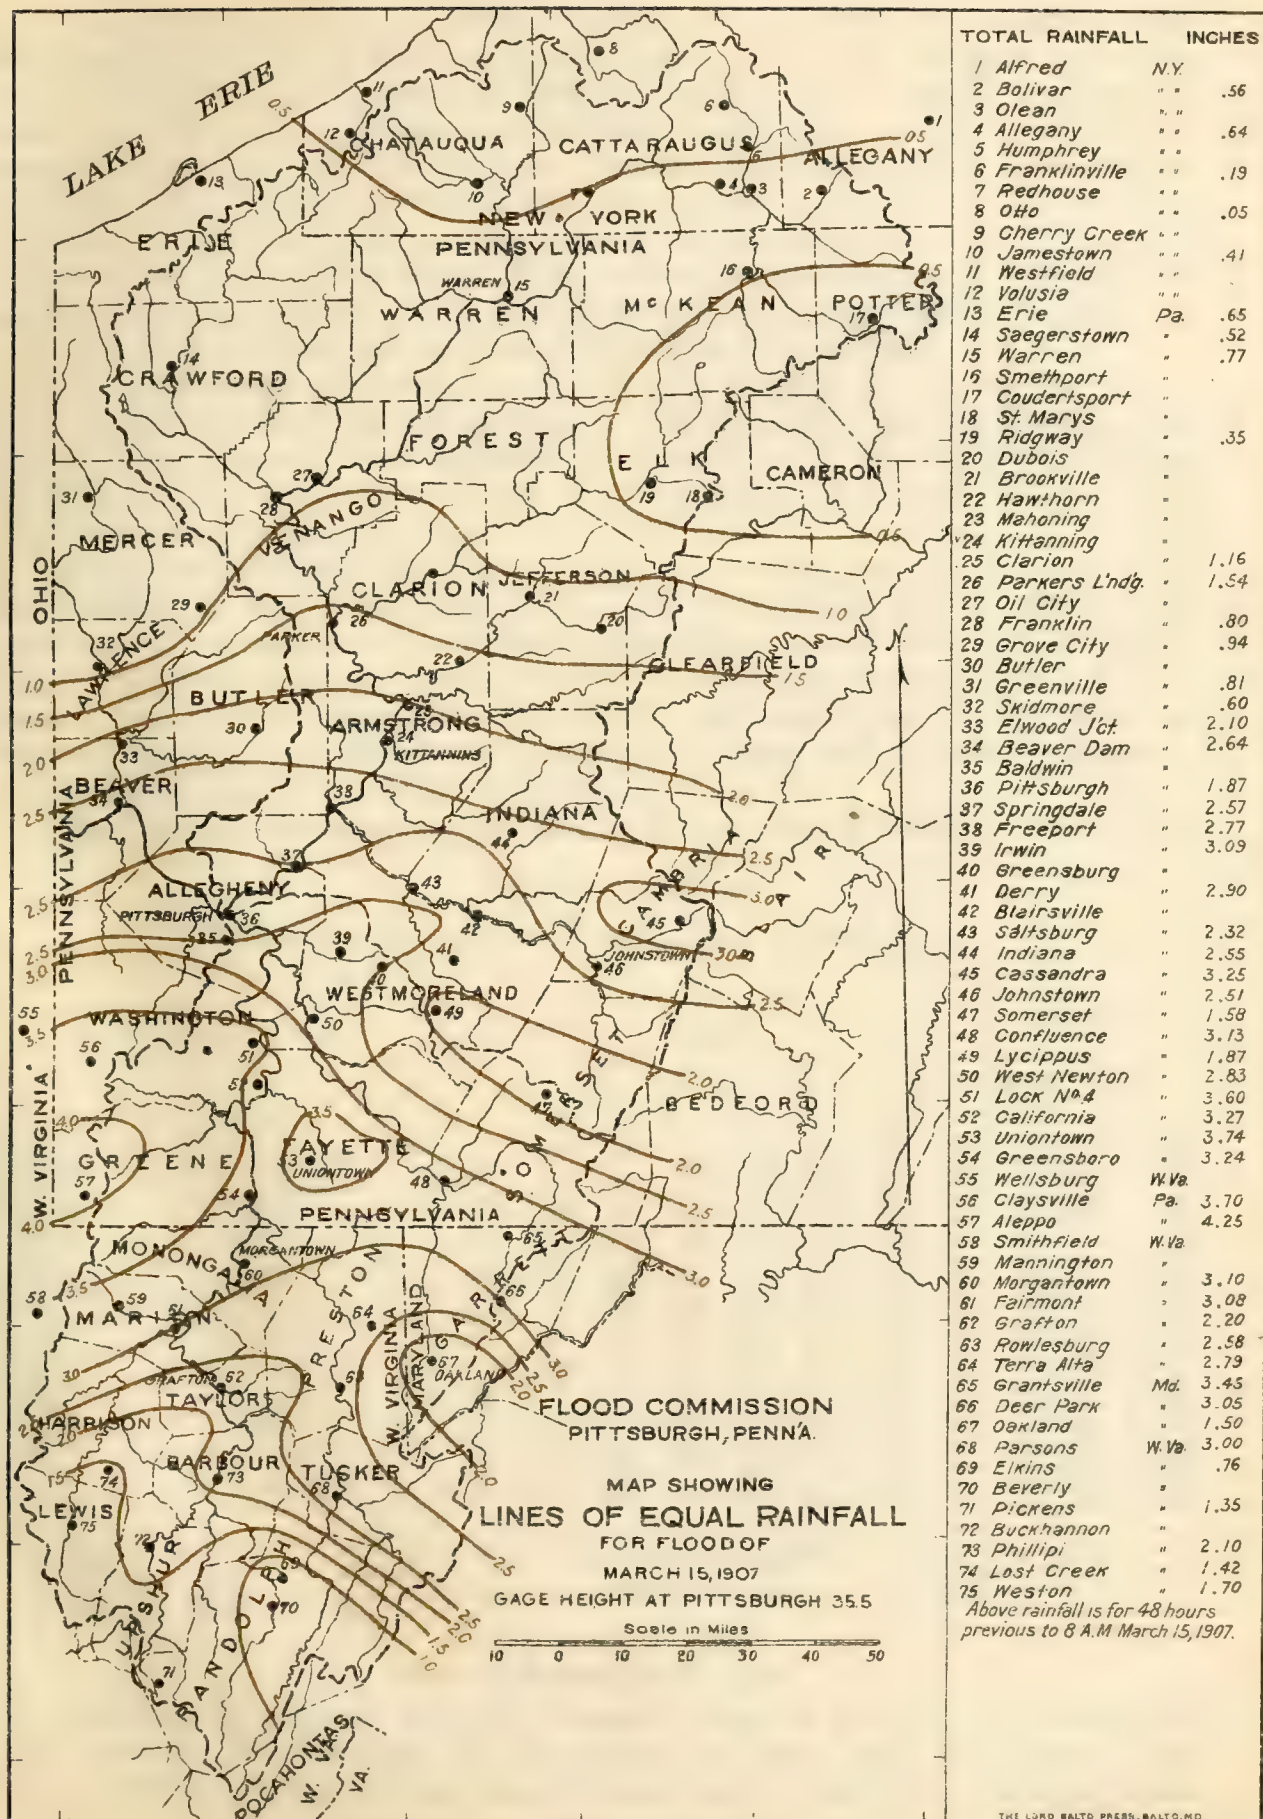 LAKE ERIE
CHATAUQUA
CATTARAUGUS
ALLEGANY
ERIE
NEW YORK
PENNSYLVANIA
WARREN
WARREN
McKEAN
POTTER
CRAWFORD
FOREST
ELK
CAMERON
VENANGO
MERCER
OHIO
CLARION
JEFFERSON
LAWRENCE
PARKER
CLEARFIELD
BUTLER
ARMSTRONG
KITTANNING
BEAVER
INDIANA
PENNSYLVANIA
ALLEGHENY
PITTSBURGH
CAMBRIA
BLAIR
JOHNSTOWN
WESTMORELAND
WASHINGTON
SOMERSET
BEDFORD
W. VIRGINIA
GREENE
FAYETTE
UNIONTOWN
PENNSYLVANIA
MONONGALIA
MORGANTOWN
MARION
PRESTON
GARRETT
W. VIRGINIA
MARYLAND
OAKLAND
GRAFTON
TAYLOR
HARRISON
BARBOUR
TUSKER
LEWIS
UPSHUR
RANDOLPH
POCAHONTAS
W. VA.
VA.
FLOOD COMMISSION
PITTSBURGH, PENN'A.
MAP SHOWING
LINES OF EQUAL RAINFALL
FOR FLOOD OF
MARCH 15, 1907
GAGE HEIGHT AT PITTSBURGH 35.5
Scale in Miles
10 0 10 20 30 40 50
TOTAL RAINFALL INCHES
1 Alfred N.Y.
2 Bolivar " " .56
3 Olean " "
4 Allegany " " .64
5 Humphrey " "
6 Franklinville " " .19
7 Redhouse " "
8 Otto " " .05
9 Cherry Creek " "
10 Jamestown " " .41
11 Westfield " "
12 Volusia " "
13 Erie Pa. .65
14 Saegerstown " .52
15 Warren " .77
16 Smethport "
17 Coudertsport "
18 St. Marys "
19 Ridgway " .35
20 Dubois "
21 Brookville "
22 Hawthorn "
23 Mahoning "
24 Kittanning "
25 Clarion " 1.16
26 Parkers L'nd'g. " 1.54
27 Oil City "
28 Franklin " .80
29 Grove City " .94
30 Butler "
31 Greenville " .81
32 Skidmore " .60
33 Elwood Jct. " 2.10
34 Beaver Dam " 2.64
35 Baldwin "
36 Pittsburgh " 1.87
37 Springdale " 2.57
38 Freeport " 2.77
39 Irwin " 3.09
40 Greensburg "
41 Derry " 2.90
42 Blairsville "
43 Saltsburg " 2.32
44 Indiana " 2.55
45 Cassandra " 3.25
46 Johnstown " 2.51
47 Somerset " 1.58
48 Confluence " 3.13
49 Lycippus " 1.87
50 West Newton " 2.83
51 Lock No. 4 " 3.60
52 California " 3.27
53 Uniontown " 3.74
54 Greensboro " 3.24
55 Wellsburg W.Va.
56 Claysville Pa. 3.70
57 Aleppo " 4.25
58 Smithfield W.Va.
59 Mannington "
60 Morgantown " 3.10
61 Fairmont " 3.08
62 Grafton " 2.20
63 Rowlesburg " 2.58
64 Terra Alta " 2.79
65 Grantsville Md. 3.45
66 Deer Park " 3.05
67 Oakland " 1.50
68 Parsons W.Va. 3.00
69 Elkins " .76
70 Beverly "
71 Pickens " 1.35
72 Buckhannon "
73 Phillipi " 2.10
74 Lost Creek " 1.42
75 Weston " 1.70
Above rainfall is for 48 hours
previous to 8 A.M March 15, 1907.
THE LORD BALTO PRESS, BALTO, MD